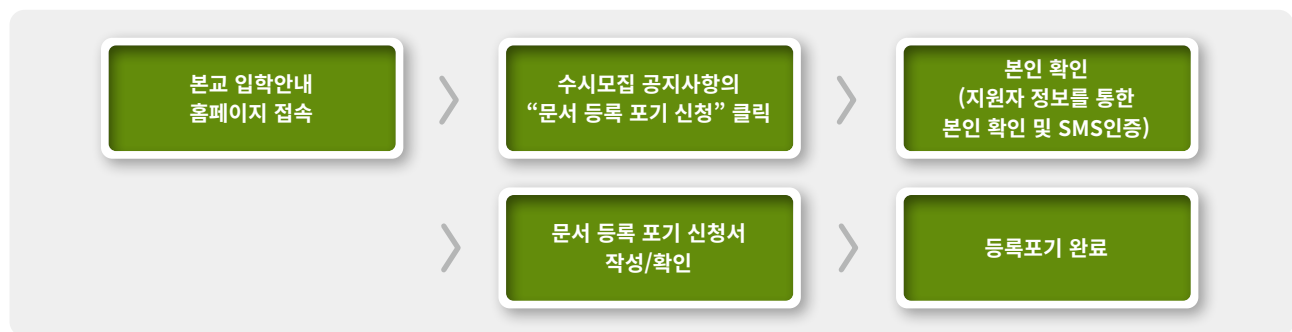 본교 입학안내
홈페이지 접속
수시모집 공지사항의
“문서 등록 포기 신청” 클릭
본인 확인
(지원자 정보를 통한
본인 확인 및 SMS인증)
문서 등록 포기 신청서
작성/확인
등록포기 완료